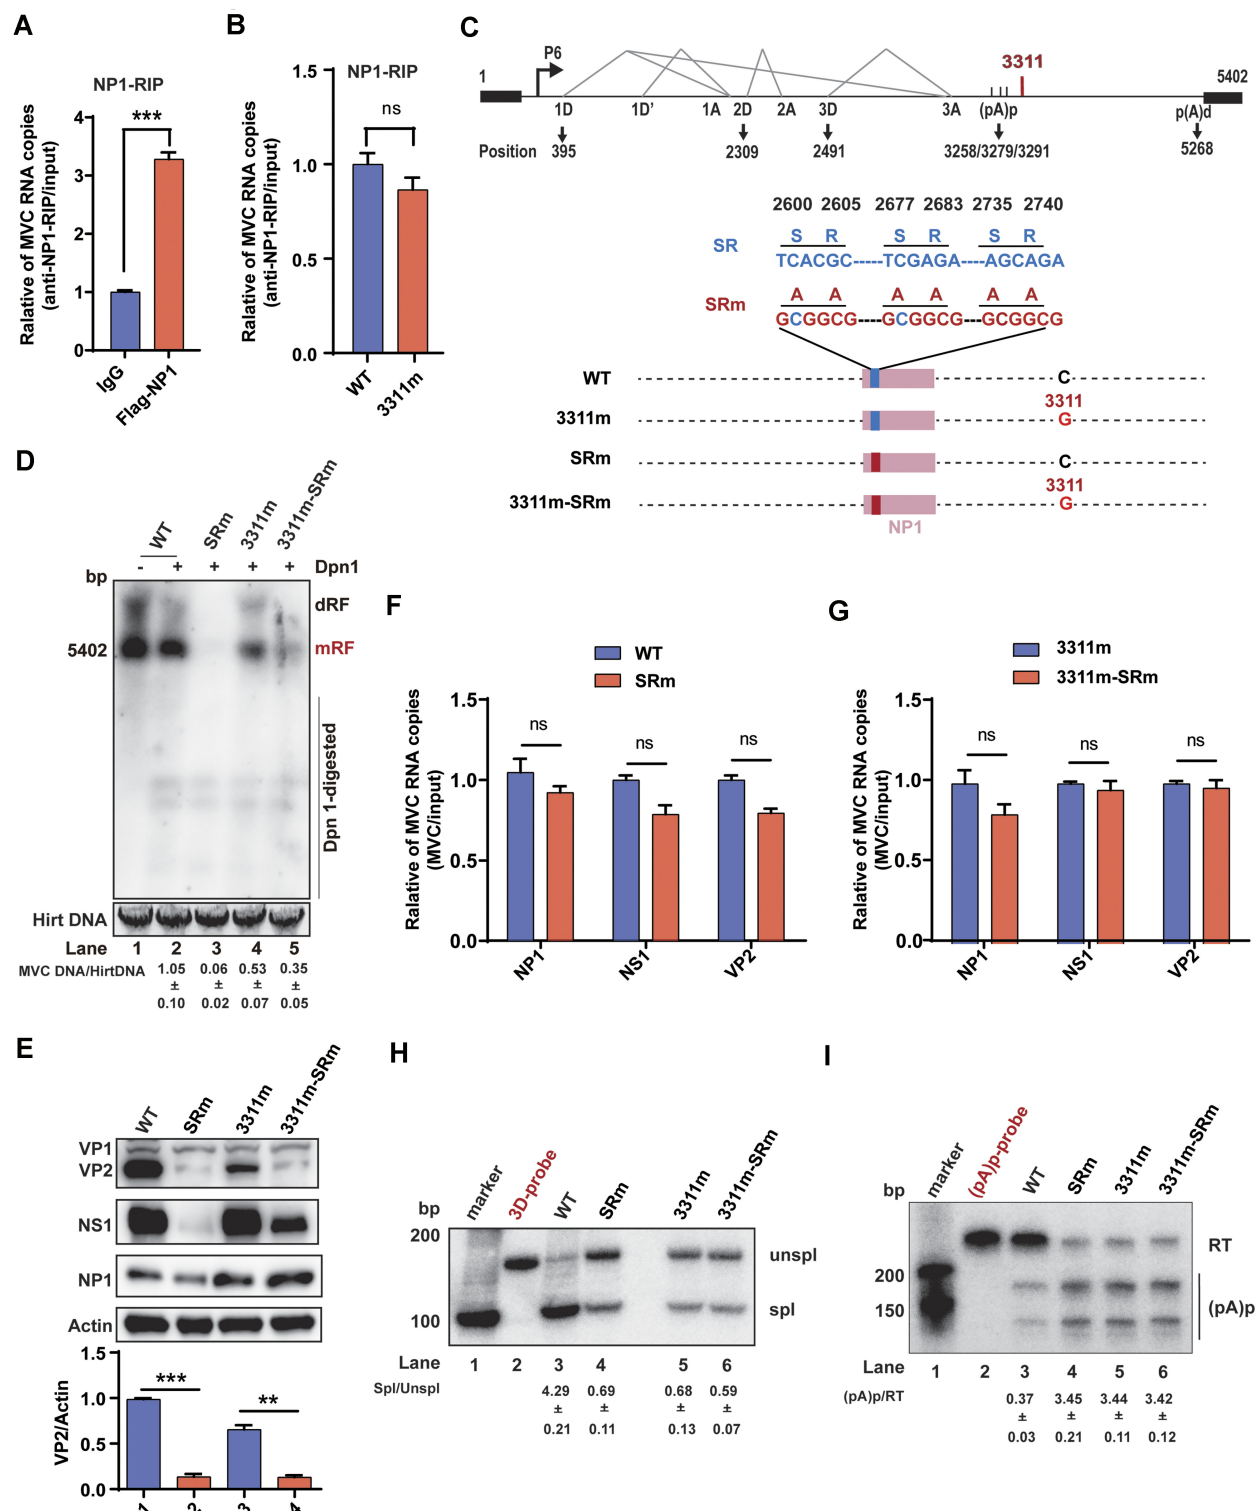 A
NP1-RIP
Ralative of MVC RNA copies
(anti-NP1-RIP/input)
4
3
2
1
0
***
IgG
Flag-NP1
B
NP1-RIP
Ralative of MVC RNA copies
(anti-NP1-RIP/input)
1.5
1.0
0.5
0.0
ns
WT
3311m
C
1
P6
3311
5402
1D
1D'
1A
2D
2A
3D
3A
(pA)p
p(A)d
Position
395
2309
2491
3258/3279/3291
5268
2600 2605 2677 2683 2735 2740
SR
S R S R S R
TCACGC-----TCGAGA----AGCAGA
SRm
A A A A A A
GCGGCG----GCGGCG---GCGGCG
WT
C
3311
3311m
G
SRm
C
3311
3311m-SRm
G
NP1
D
WT
SRm
3311m
3311m-SRm
- + + + + Dpn1
bp
5402
dRF
mRF
Dpn 1-digested
Hirt DNA
Lane 1 2 3 4 5
MVC DNA/HirtDNA 1.05 0.06 0.53 0.35
± ± ± ±
0.10 0.02 0.07 0.05
E
WT
SRm
3311m
3311m-SRm
VP1
VP2
NS1
NP1
Actin
VP2/Actin
1.5
1.0
0.5
0.0
***
**
1 2 3 4
F
WT
SRm
Ralative of MVC RNA copies
(MVC/input)
1.5
1.0
0.5
0.0
ns
ns
ns
NP1
NS1
VP2
G
3311m
3311m-SRm
Ralative of MVC RNA copies
(MVC/input)
1.5
1.0
0.5
0.0
ns
ns
ns
NP1
NS1
VP2
H
marker
3D-probe
WT
SRm
3311m
3311m-SRm
bp
200
100
unspl
spl
Lane 1 2 3 4 5 6
Spl/Unspl 4.29 0.69 0.68 0.59
± ± ± ±
0.21 0.11 0.13 0.07
I
marker
(pA)p-probe
WT
SRm
3311m
3311m-SRm
bp
200
150
RT
(pA)p
Lane 1 2 3 4 5 6
(pA)p/RT 0.37 3.45 3.44 3.42
± ± ± ±
0.03 0.21 0.11 0.12